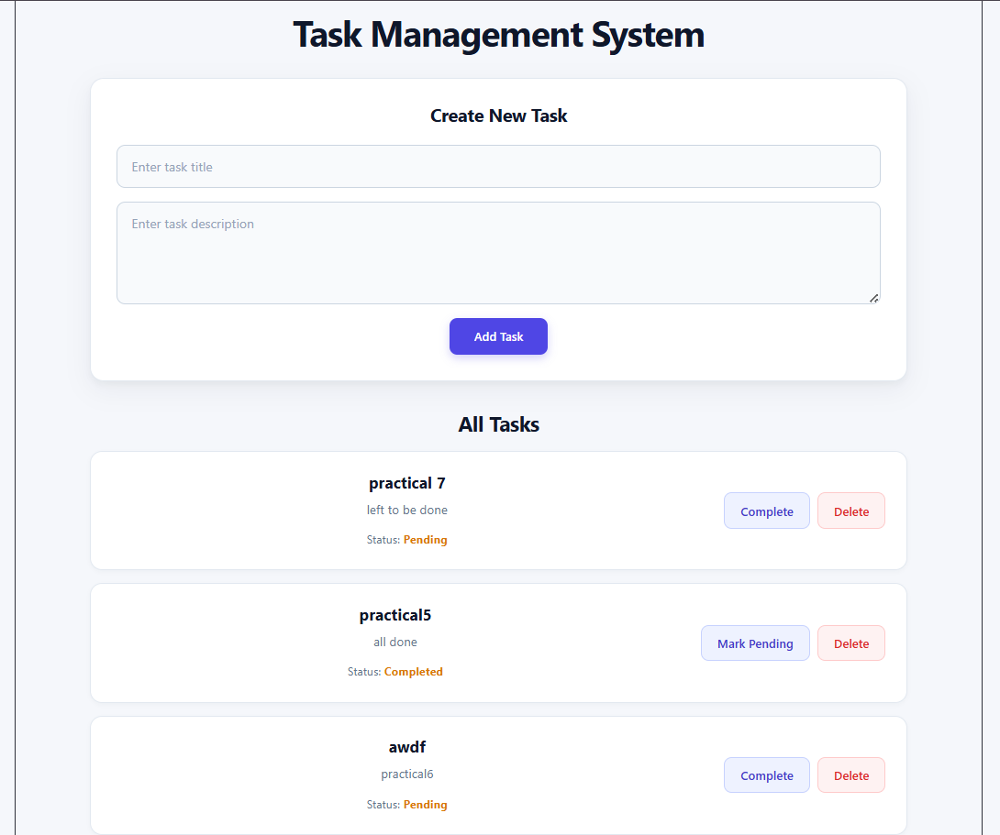 Task Management System
Create New Task
Enter task title
Enter task description
Add Task
All Tasks
practical 7
left to be done
Status: Pending
Complete
Delete
practical5
all done
Status: Completed
Mark Pending
Delete
awdf
practical6
Status: Pending
Complete
Delete